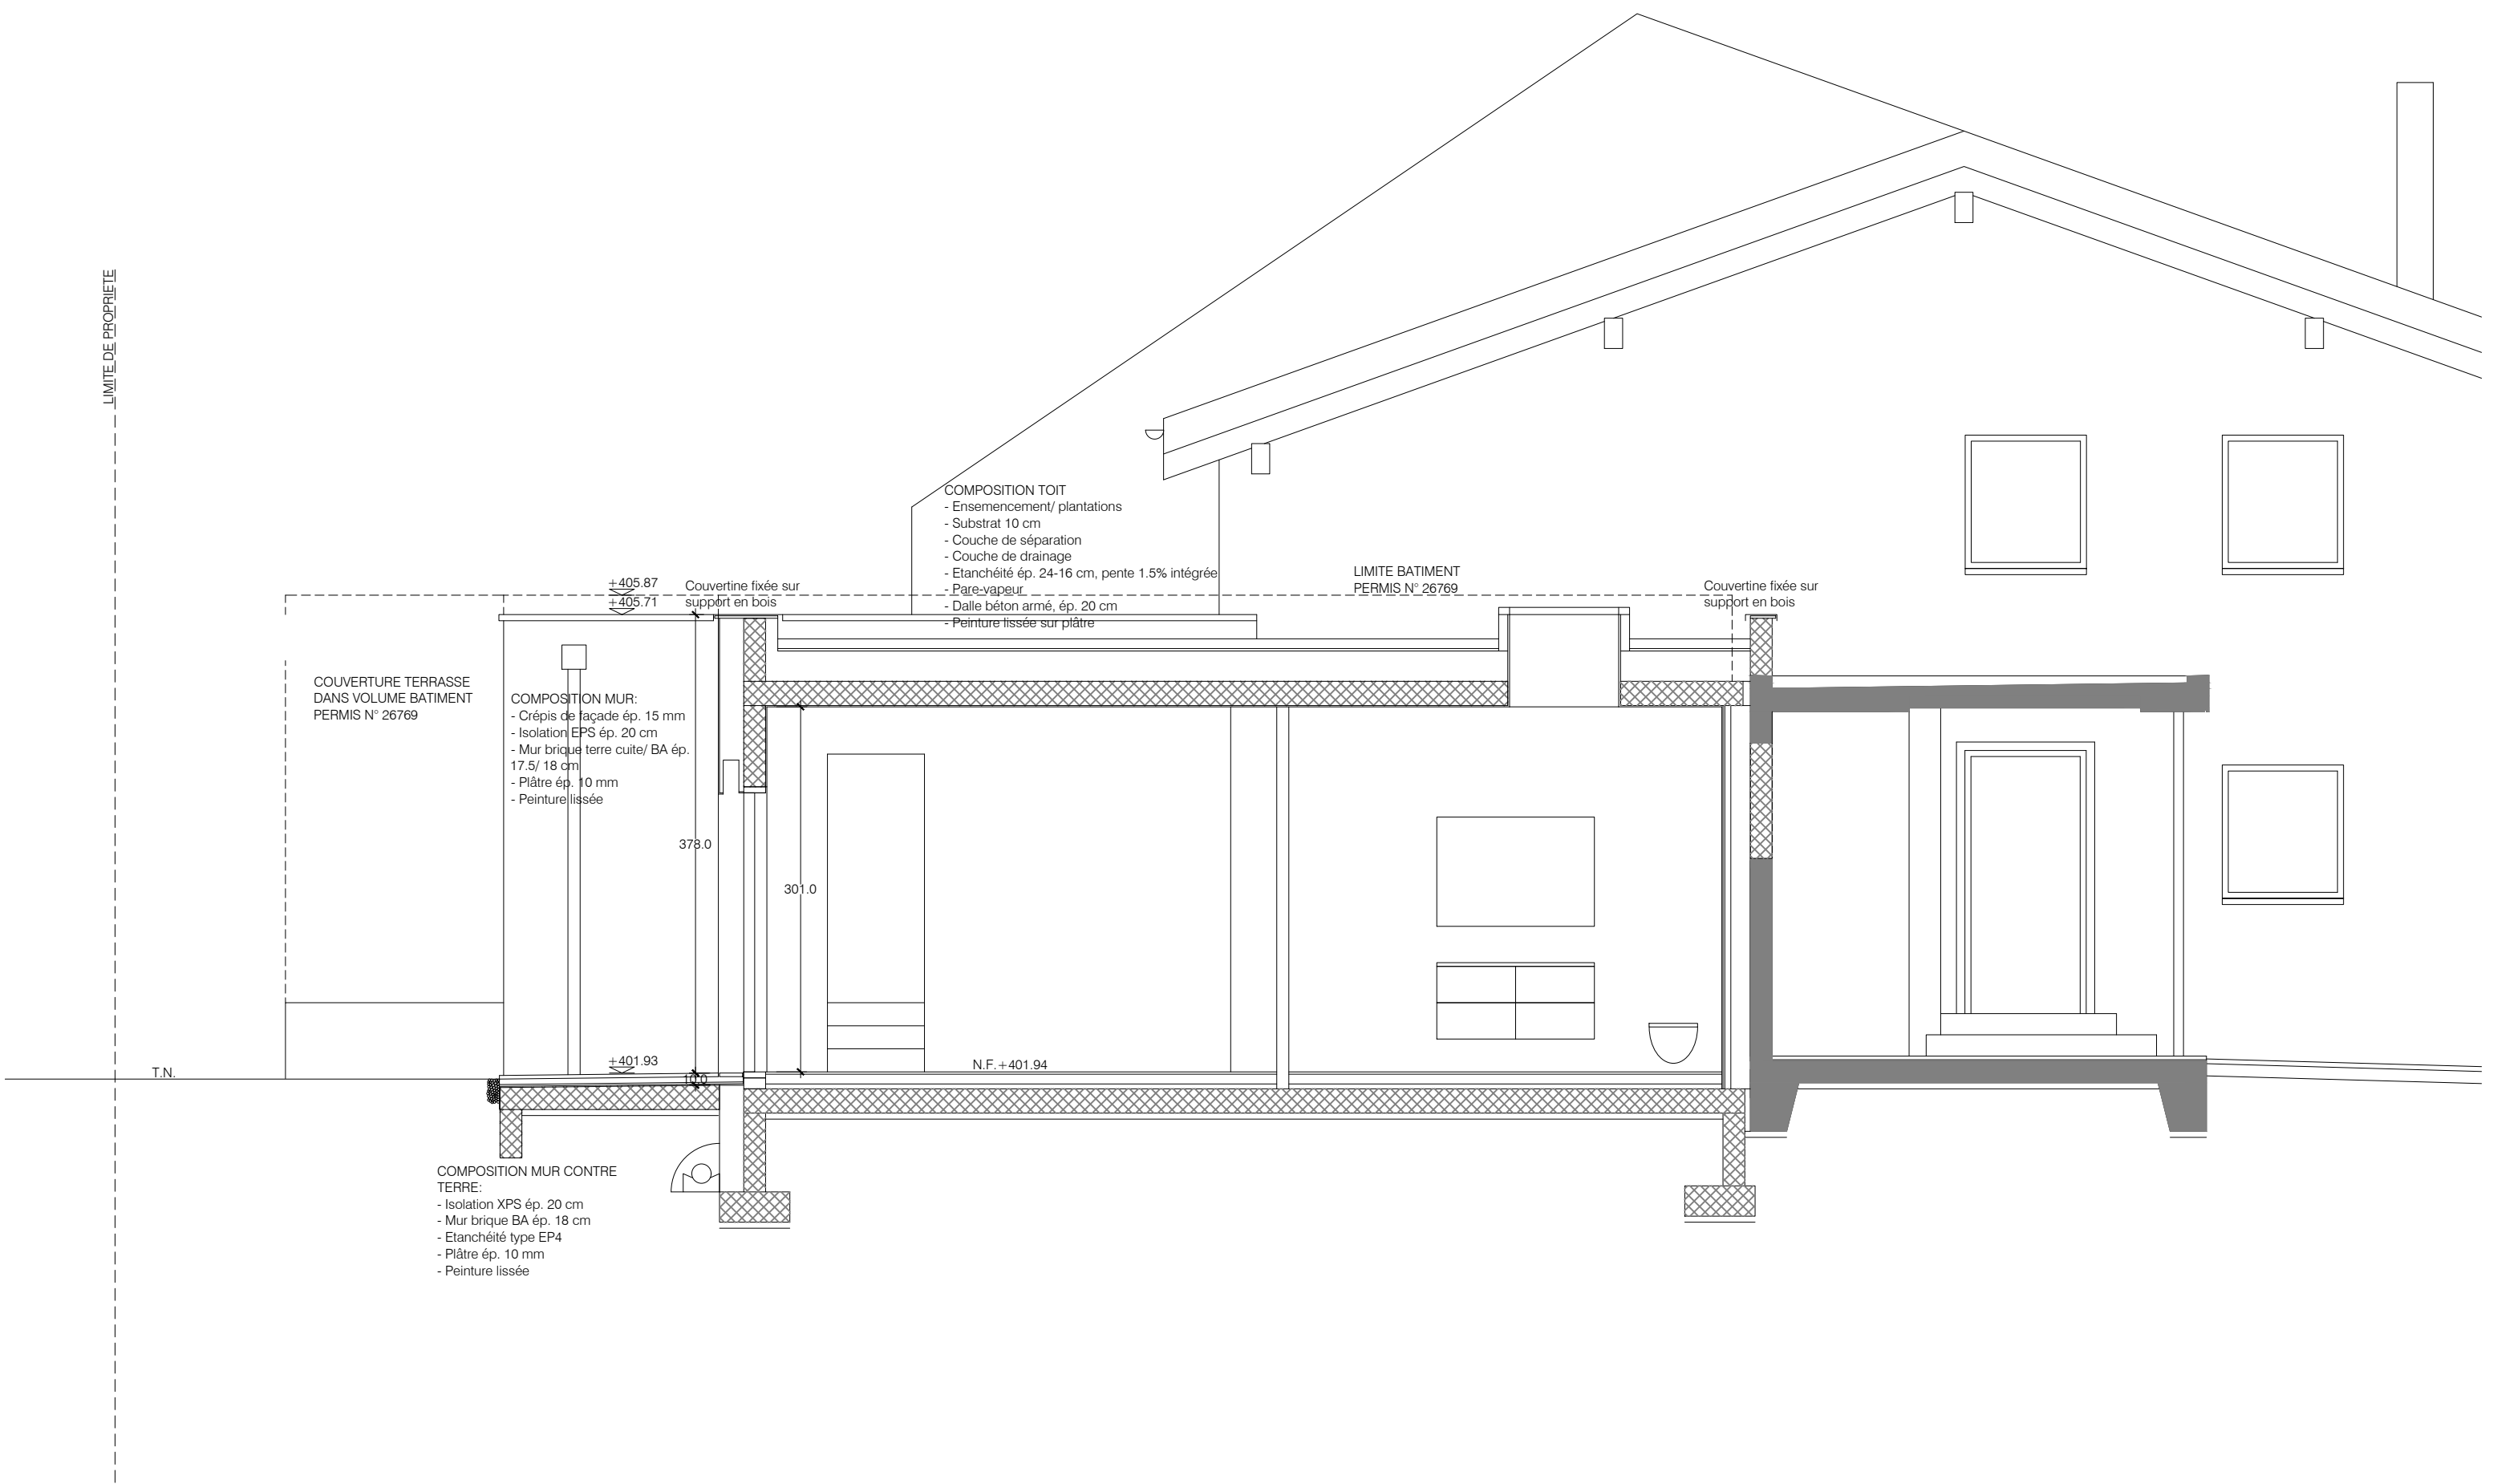 LIMITE DE PROPRIETE
COMPOSITION TOIT
- Ensemencement/ plantations
- Substrat 10 cm
- Couche de séparation
- Couche de drainage
- Etanchéité ép. 24-16 cm, pente 1.5% intégrée
- Pare-vapeur
- Dalle béton armé, ép. 20 cm
- Peinture lissée sur plâtre
LIMITE BATIMENT
PERMIS N° 26769
+405.87
+405.71
Couvertine fixée sur
support en bois
Couvertine fixée sur
support en bois
COUVERTURE TERRASSE
DANS VOLUME BATIMENT
PERMIS N° 26769
COMPOSITION MUR:
- Crépis de façade ép. 15 mm
- Isolation EPS ép. 20 cm
- Mur brique terre cuite/ BA ép.
17.5/ 18 cm
- Plâtre ép. 10 mm
- Peinture lissée
378.0
301.0
+401.93
10.0
N.F.+401.94
T.N.
COMPOSITION MUR CONTRE
TERRE:
- Isolation XPS ép. 20 cm
- Mur brique BA ép. 18 cm
- Etanchéité type EP4
- Plâtre ép. 10 mm
- Peinture lissée